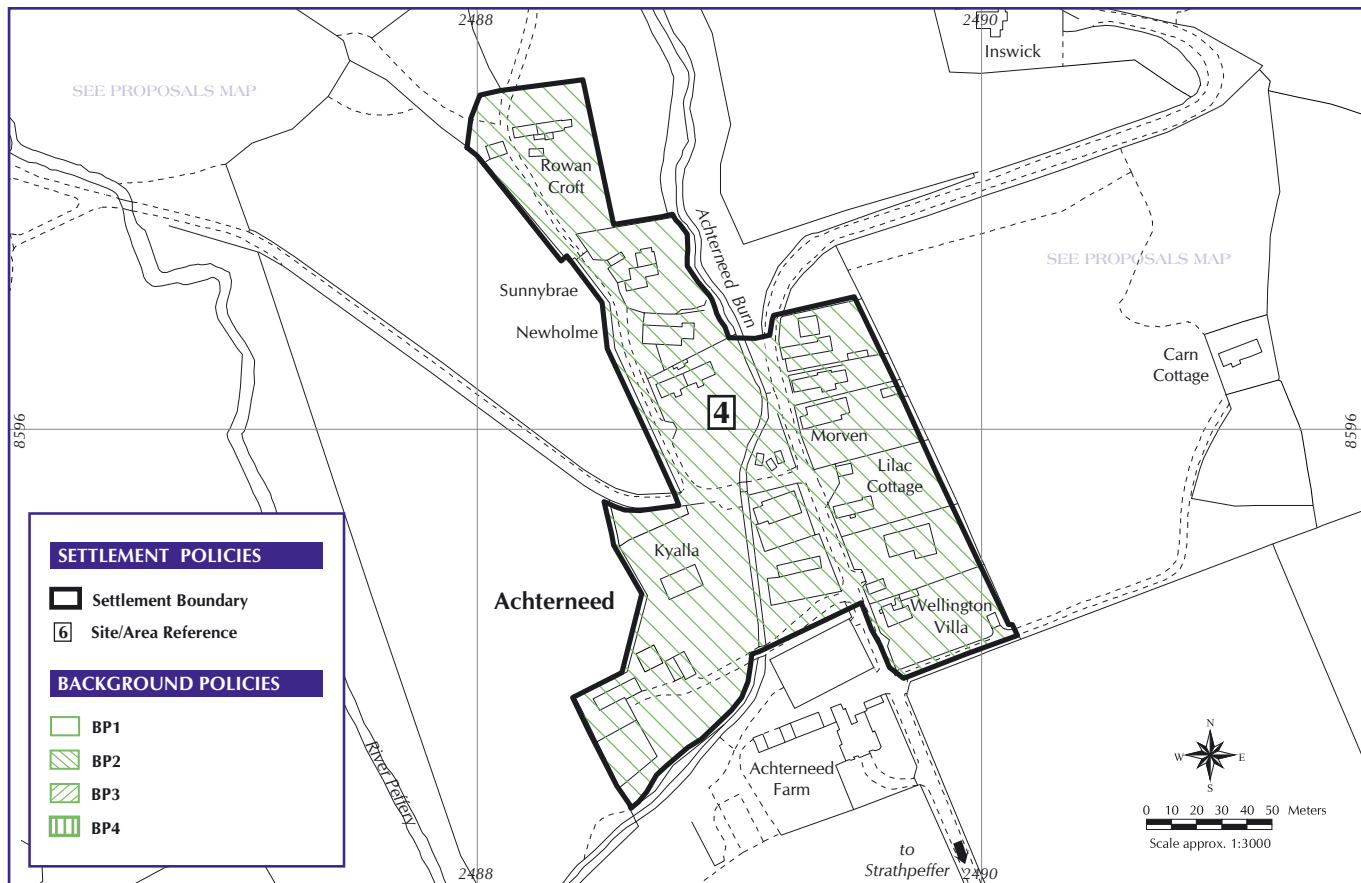 2488
2490
Inswick
SEE PROPOSALS MAP
Rowan
Croft
Achterneed Burn
Sunnybrae
SEE PROPOSALS MAP
Newholme
Carn
Cottage
4
8596
8596
Morven
Lilac
Cottage
Kyalla
Achterneed
Wellington
Villa
SETTLEMENT POLICIES
Settlement Boundary
6 Site/Area Reference
BACKGROUND POLICIES
BP1
BP2
BP3
BP4
River Peffery
Achterneed
Farm
N
W E
S
0 10 20 30 40 50 Meters
Scale approx. 1:3000
to
Strathpeffer
2488
2490